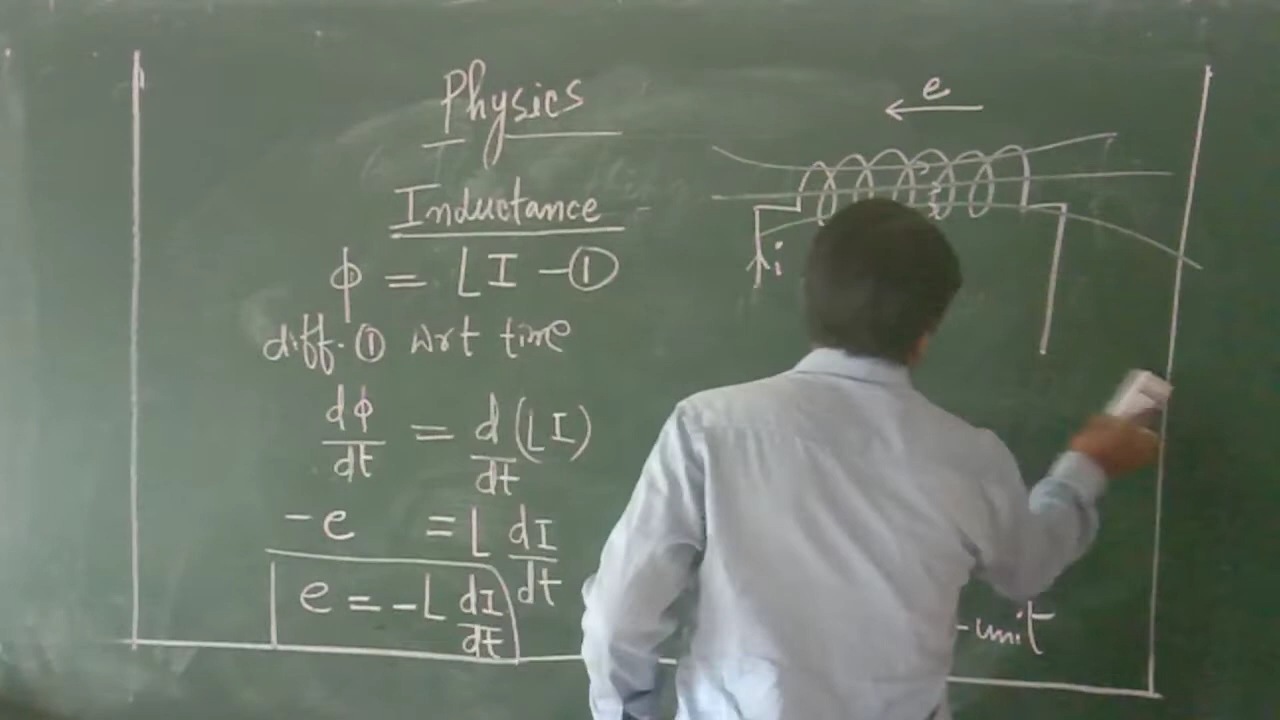 Physics
Inductance
ϕ = LI - ①
diff. ① wrt time
dϕ/dt = d/dt (LI)
-e = L dI/dt
e = -L dI/dt
e
i
-unit